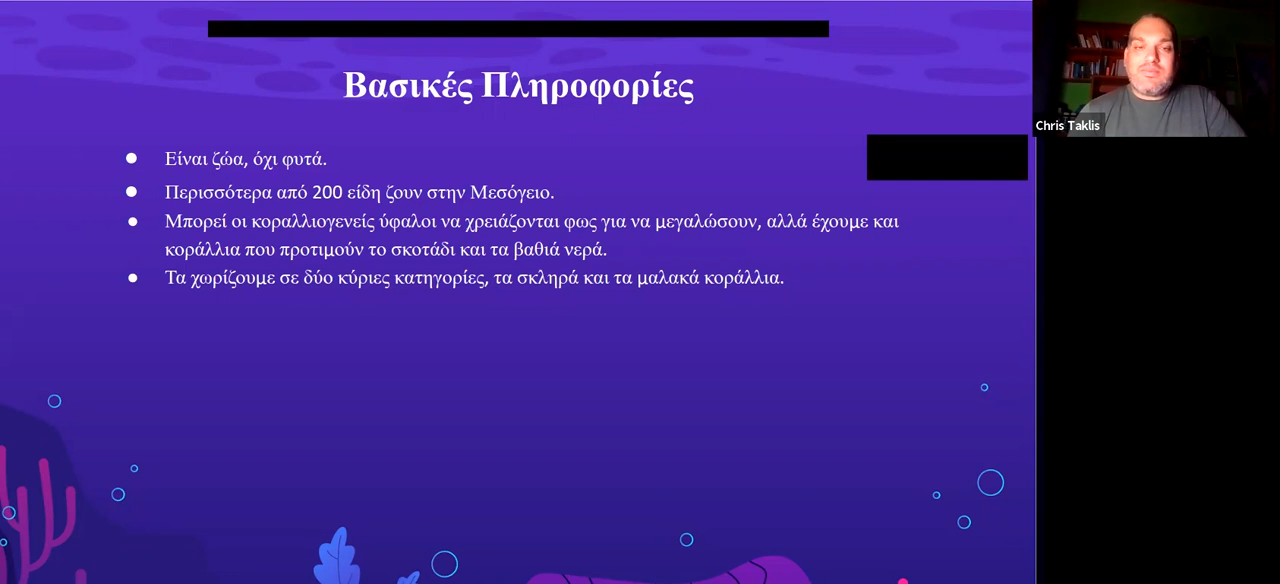 Βασικές Πληροφορίες
Chris Taklis
● Είναι ζώα, όχι φυτά.
● Περισσότερα από 200 είδη ζουν στην Μεσόγειο.
● Μπορεί οι κοραλλιογενείς ύφαλοι να χρειάζονται φως για να μεγαλώσουν, αλλά έχουμε και
κοράλλια που προτιμούν το σκοτάδι και τα βαθιά νερά.
● Τα χωρίζουμε σε δύο κύριες κατηγορίες, τα σκληρά και τα μαλακά κοράλλια.